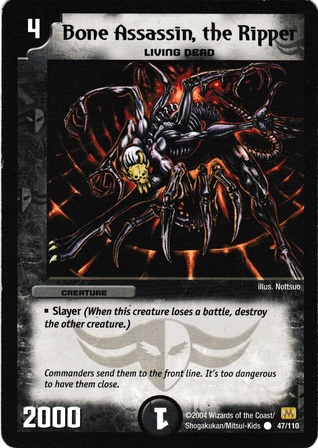 4
Bone Assassin, the Ripper
LIVING DEAD
illus. Nottsuo
CREATURE
▪ Slayer (When this creature loses a battle, destroy
the other creature.)
Commanders send them to the front line. It's too dangerous
to have them close.
2000
1
©2004 Wizards of the Coast/
Shogakukan/Mitsui-Kids ● 47/110